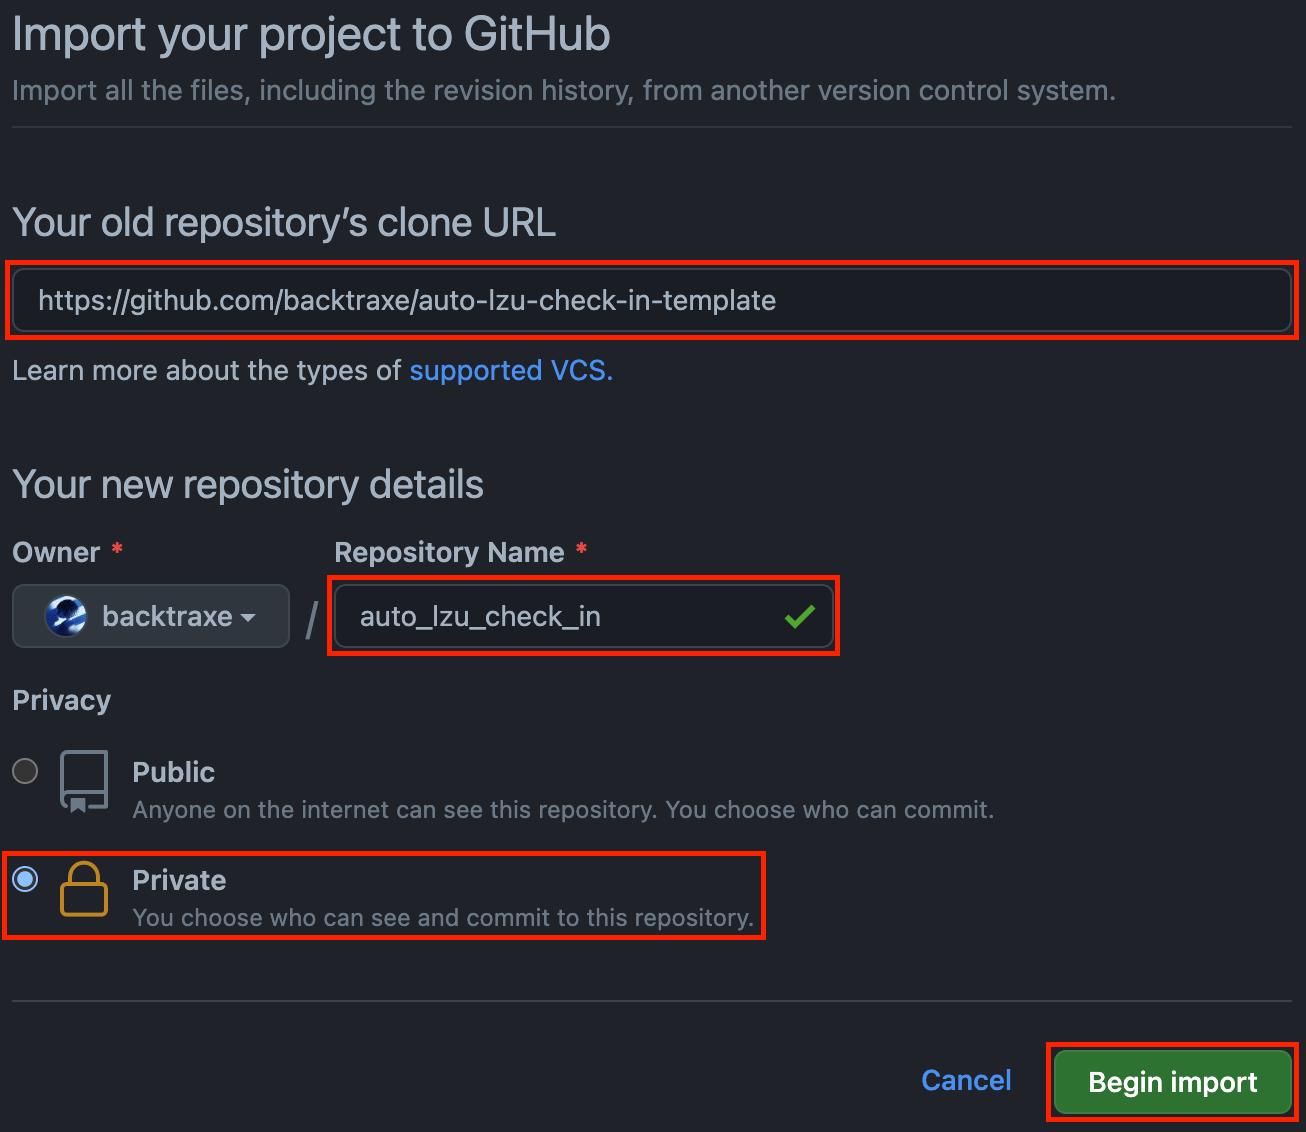 Import your project to GitHub
Import all the files, including the revision history, from another version control system.
Your old repository’s clone URL
https://github.com/backtraxe/auto-lzu-check-in-template
Learn more about the types of supported VCS.
Your new repository details
Owner * Repository Name *
backtraxe / auto_lzu_check_in
Privacy
Public
Anyone on the internet can see this repository. You choose who can commit.
Private
You choose who can see and commit to this repository.
Cancel Begin import